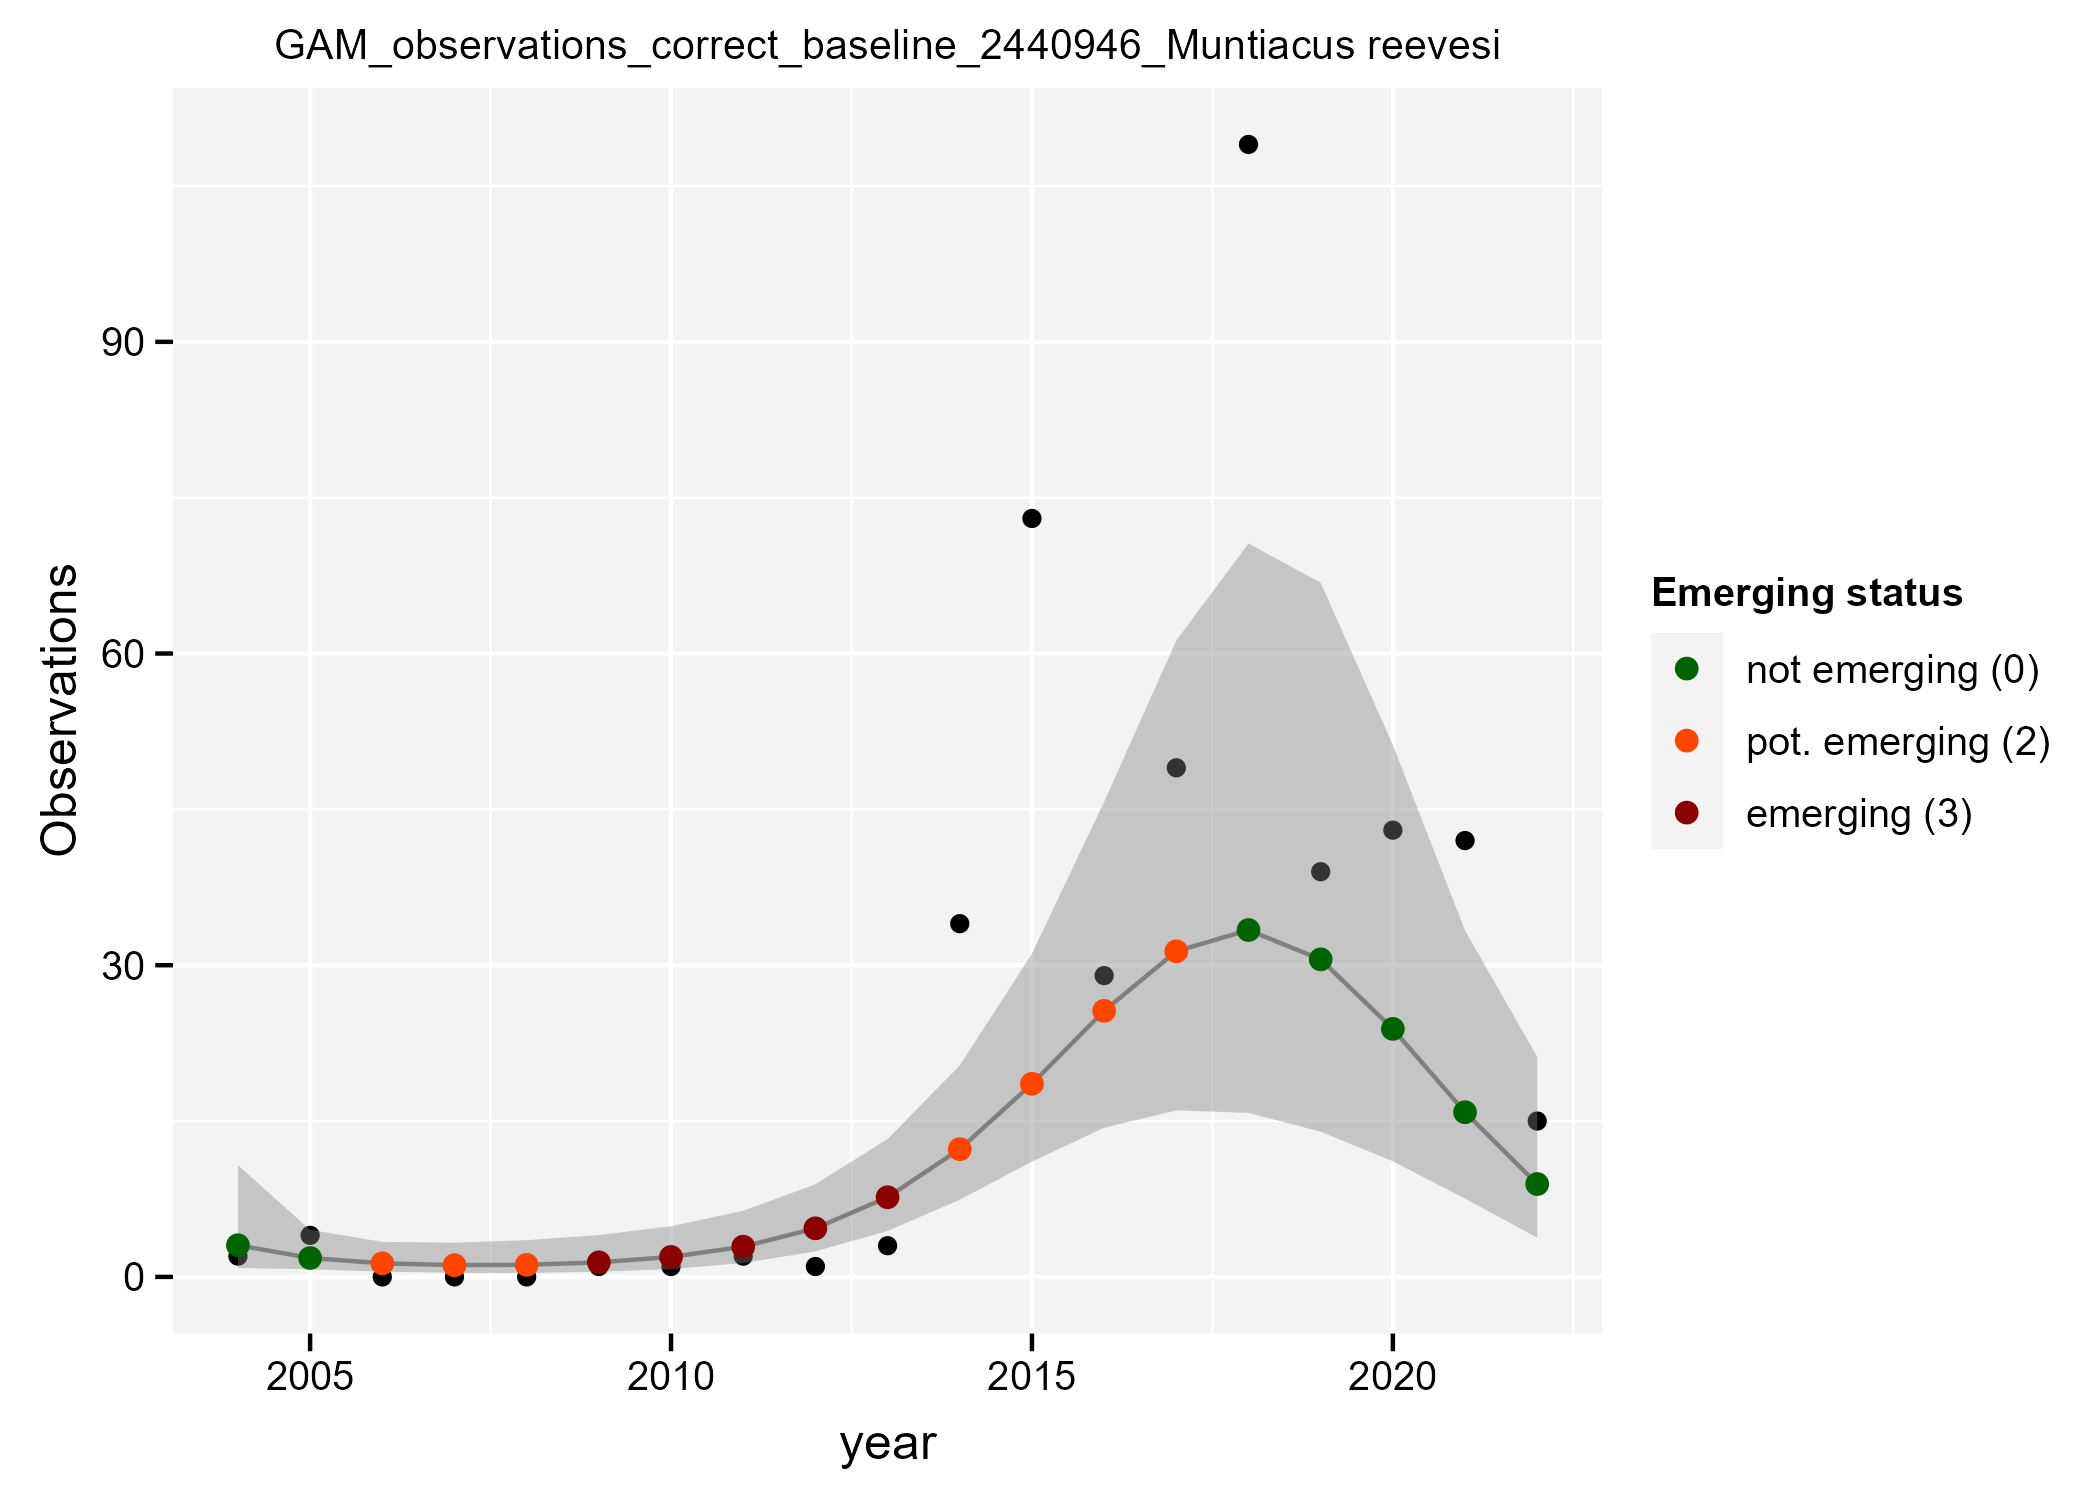 GAM_observations_correct_baseline_2440946_Muntiacus reevesi
Observations
90
60
30
0
2005
2010
2015
2020
year
Emerging status
not emerging (0)
pot. emerging (2)
emerging (3)